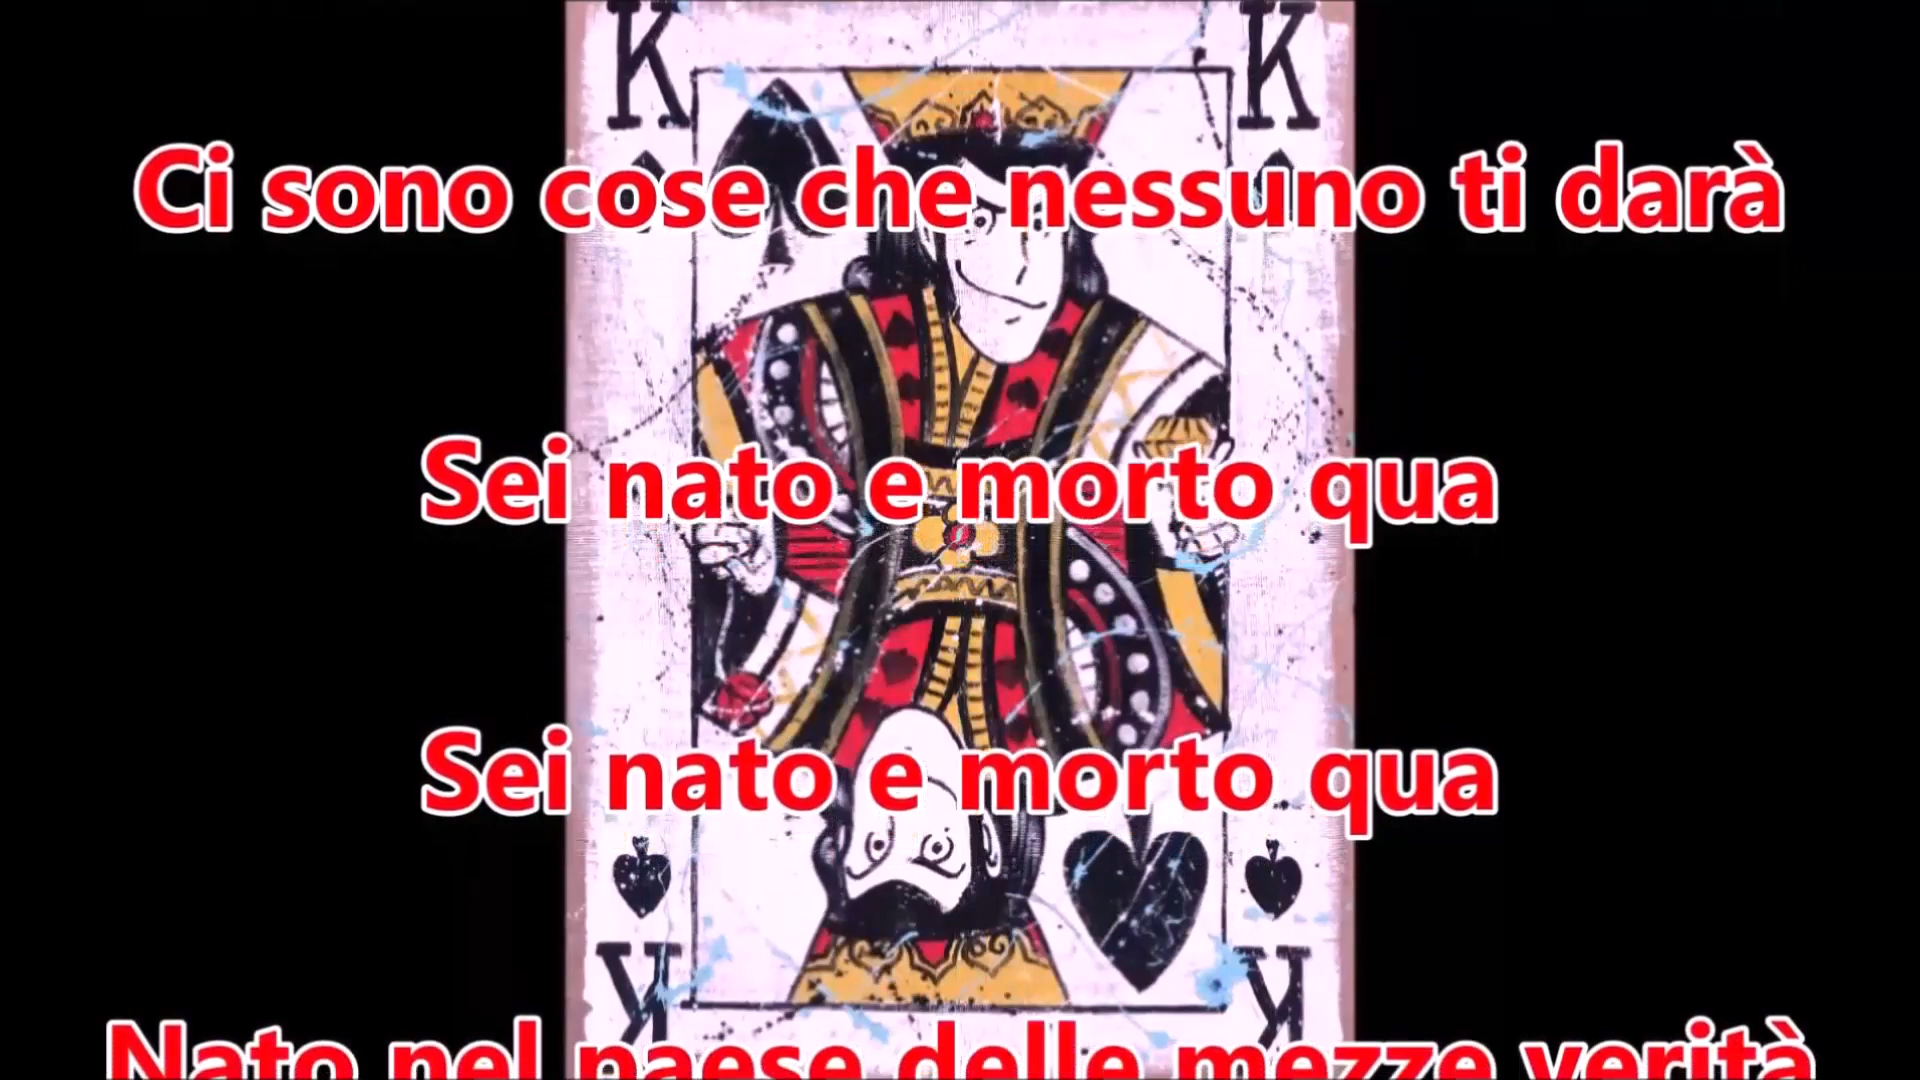 K K
Ci sono cose che nessuno ti darà
Sei nato e morto qua
Sei nato e morto qua
K K
Nato nel paese delle mezze verità